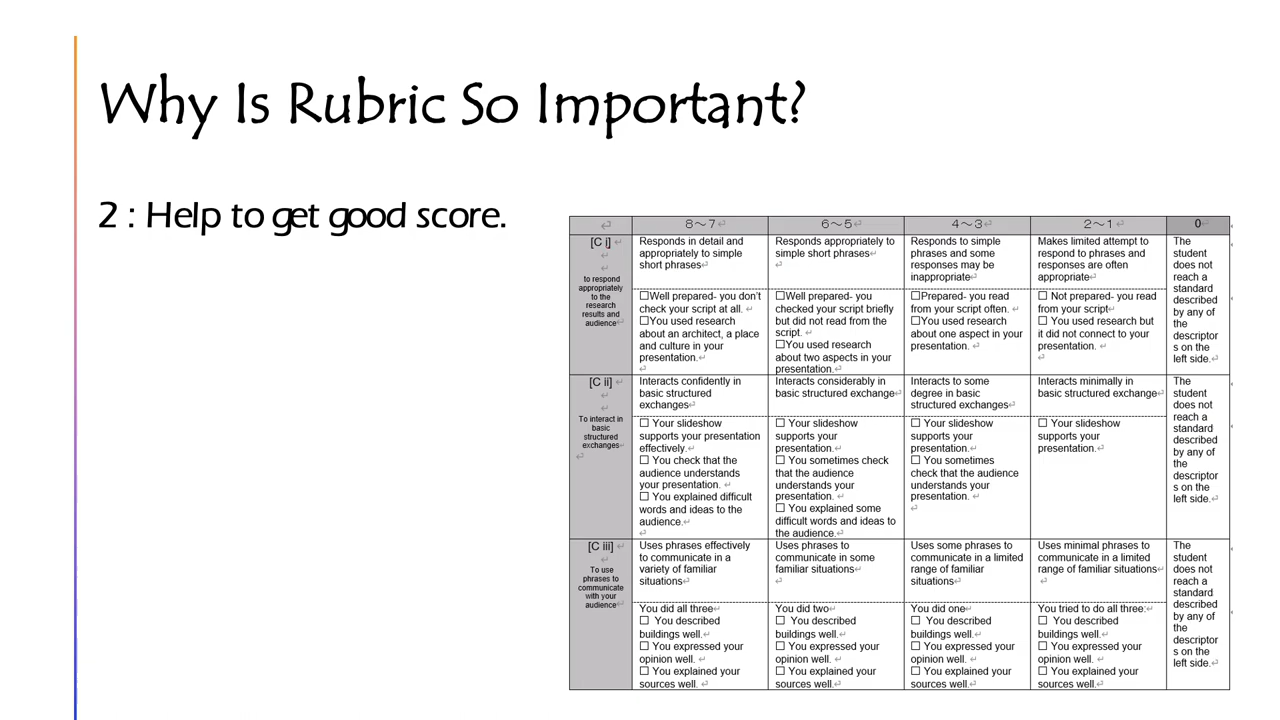 Why Is Rubric So Important?
2 : Help to get good score.
8～7
6～5
4～3
2～1
0
[C i]
to respond
appropriately
to the
research
results and
audience
Responds in detail and
appropriately to simple
short phrases
Responds appropriately to
simple short phrases
Responds to simple
phrases and some
responses may be
inappropriate
Makes limited attempt to
respond to phrases and
responses are often
appropriate
The
student
does not
reach a
standard
described
by any of
the
descriptor
s on the
left side.
☐Well prepared- you don't
check your script at all.
☐You used research
about an architect, a place
and culture in your
presentation.
☐Well prepared- you
checked your script briefly
but did not read from the
script.
☐You used research
about two aspects in your
presentation.
☐Prepared- you read
from your script often.
☐You used research
about one aspect in your
presentation.
☐ Not prepared- you read
from your script
☐ You used research but
it did not connect to your
presentation.
[C ii]
To interact in
basic
structured
exchanges
Interacts confidently in
basic structured
exchanges
Interacts considerably in
basic structured exchange
Interacts to some
degree in basic
structured exchanges
Interacts minimally in
basic structured exchange
The
student
does not
reach a
standard
described
by any of
the
descriptor
s on the
left side.
☐ Your slideshow
supports your presentation
effectively.
☐ You check that the
audience understands
your presentation.
☐ You explained difficult
words and ideas to the
audience.
☐ Your slideshow
supports your
presentation.
☐ You sometimes check
that the audience
understands your
presentation.
☐ You explained some
difficult words and ideas to
the audience.
☐ Your slideshow
supports your
presentation.
☐ You sometimes
check that the audience
understands your
presentation.
☐ Your slideshow
supports your
presentation.
[C iii]
To use
phrases to
communicate
with your
audience
Uses phrases effectively
to communicate in a
variety of familiar
situations
Uses phrases to
communicate in some
familiar situations
Uses some phrases to
communicate in a limited
range of familiar
situations
Uses minimal phrases to
communicate in a limited
range of familiar situations
The
student
does not
reach a
standard
described
by any of
the
descriptor
s on the
left side.
You did all three
☐ You described
buildings well.
☐ You expressed your
opinion well.
☐ You explained your
sources well.
You did two
☐ You described
buildings well.
☐ You expressed your
opinion well.
☐ You explained your
sources well.
You did one
☐ You described
buildings well.
☐ You expressed your
opinion well.
☐ You explained your
sources well.
You tried to do all three:
☐ You described
buildings well.
☐ You expressed your
opinion well.
☐ You explained your
sources well.